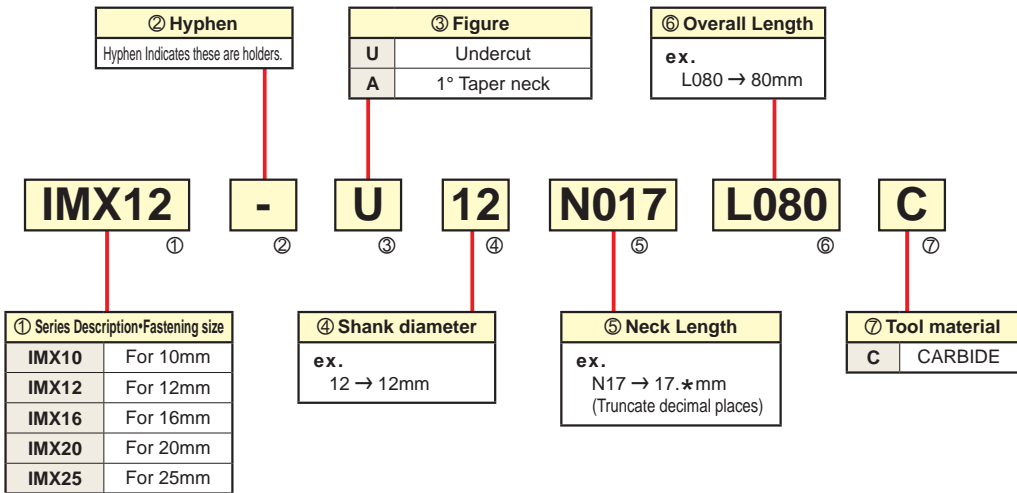 ② Hyphen
Hyphen Indicates these are holders.
③ Figure
U Undercut
A 1° Taper neck
⑥ Overall Length
ex.
L080 → 80mm
IMX12 - U 12 N017 L080 C
① ② ③ ④ ⑤ ⑥ ⑦
① Series Description•Fastening size
IMX10 For 10mm
IMX12 For 12mm
IMX16 For 16mm
IMX20 For 20mm
IMX25 For 25mm
④ Shank diameter
ex.
12 → 12mm
⑤ Neck Length
ex.
N17 → 17.*mm
(Truncate decimal places)
⑦ Tool material
C CARBIDE